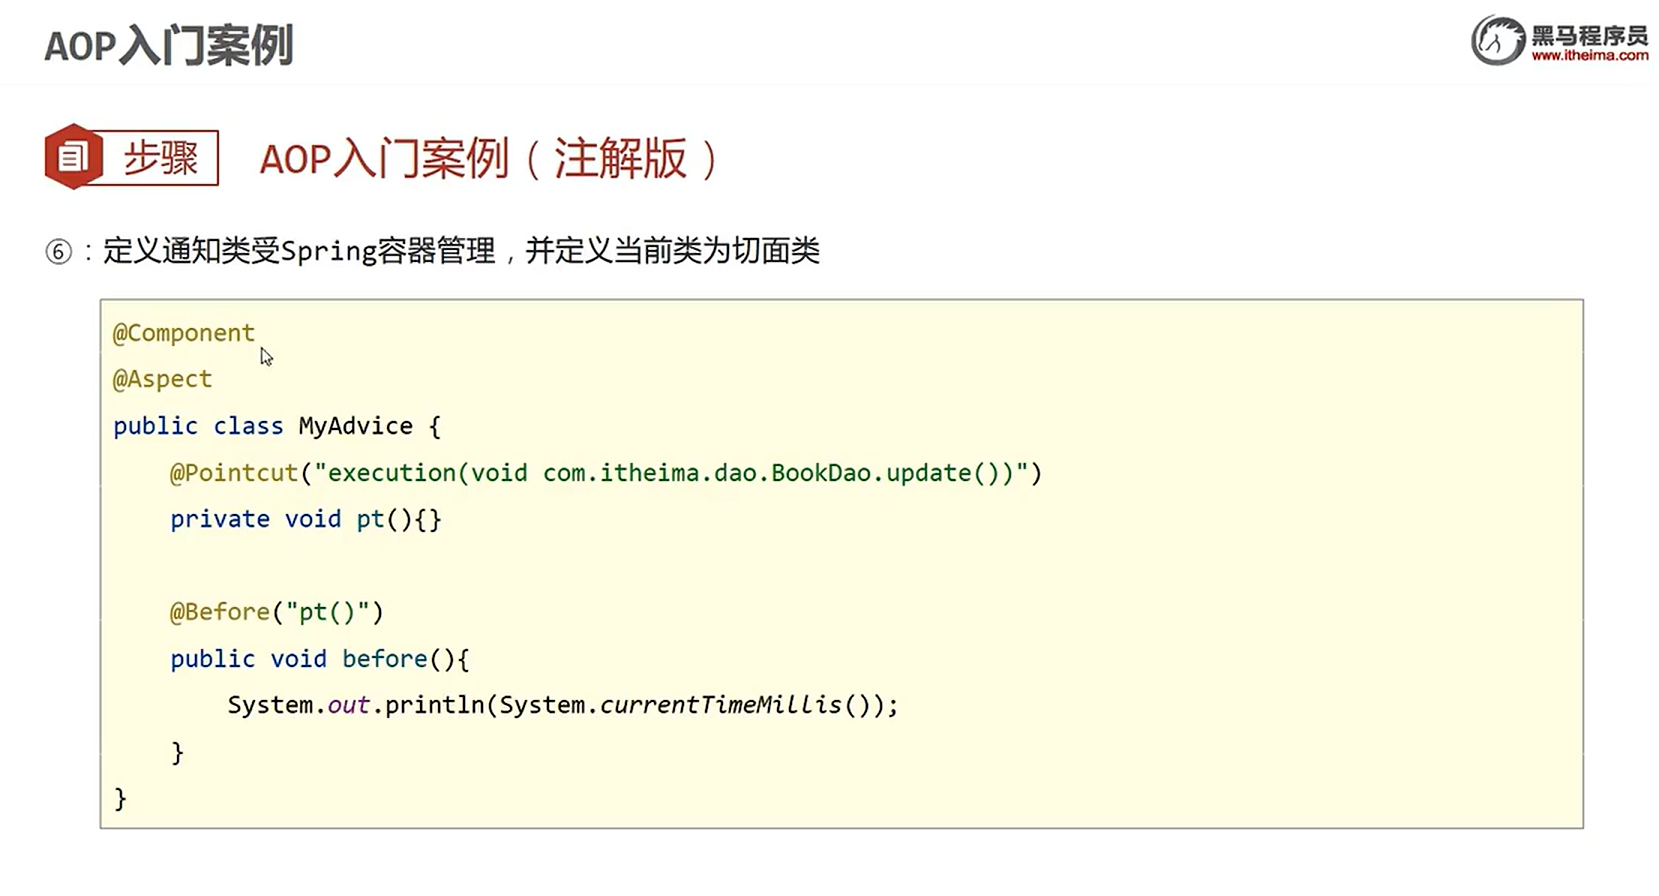 AOP入门案例
黑马程序员
www.itheima.com
步骤
AOP入门案例（注解版）
⑥：定义通知类受Spring容器管理，并定义当前类为切面类
@Component
@Aspect
public class MyAdvice {
    @Pointcut("execution(void com.itheima.dao.BookDao.update())")
    private void pt(){}
    @Before("pt()")
    public void before(){
        System.out.println(System.currentTimeMillis());
    }
}